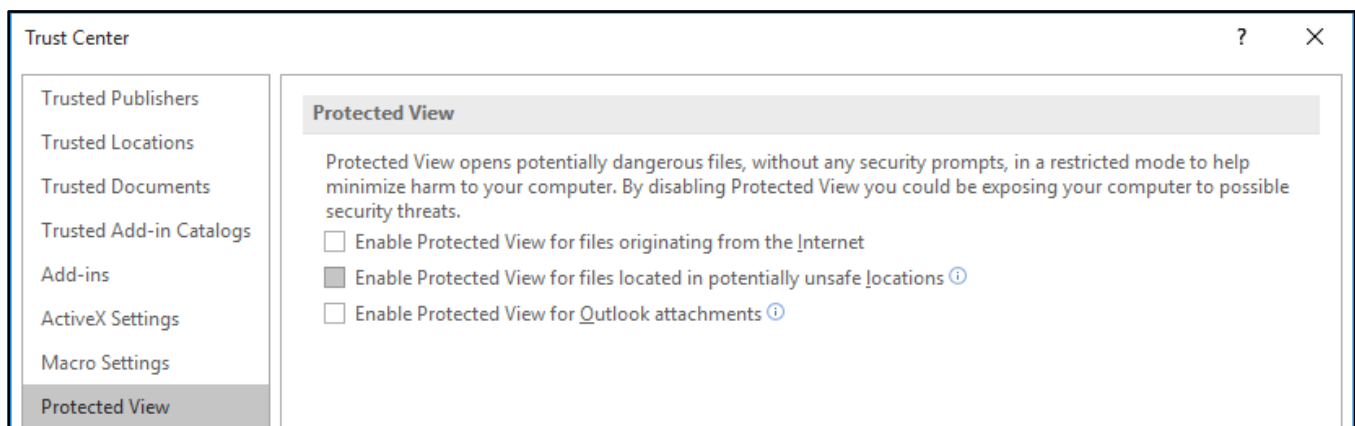 Trust Center
?
Trusted Publishers
Trusted Locations
Trusted Documents
Trusted Add-in Catalogs
Add-ins
ActiveX Settings
Macro Settings
Protected View
Protected View
Protected View opens potentially dangerous files, without any security prompts, in a restricted mode to help
minimize harm to your computer. By disabling Protected View you could be exposing your computer to possible
security threats.
Enable Protected View for files originating from the Internet
Enable Protected View for files located in potentially unsafe locations
Enable Protected View for Outlook attachments